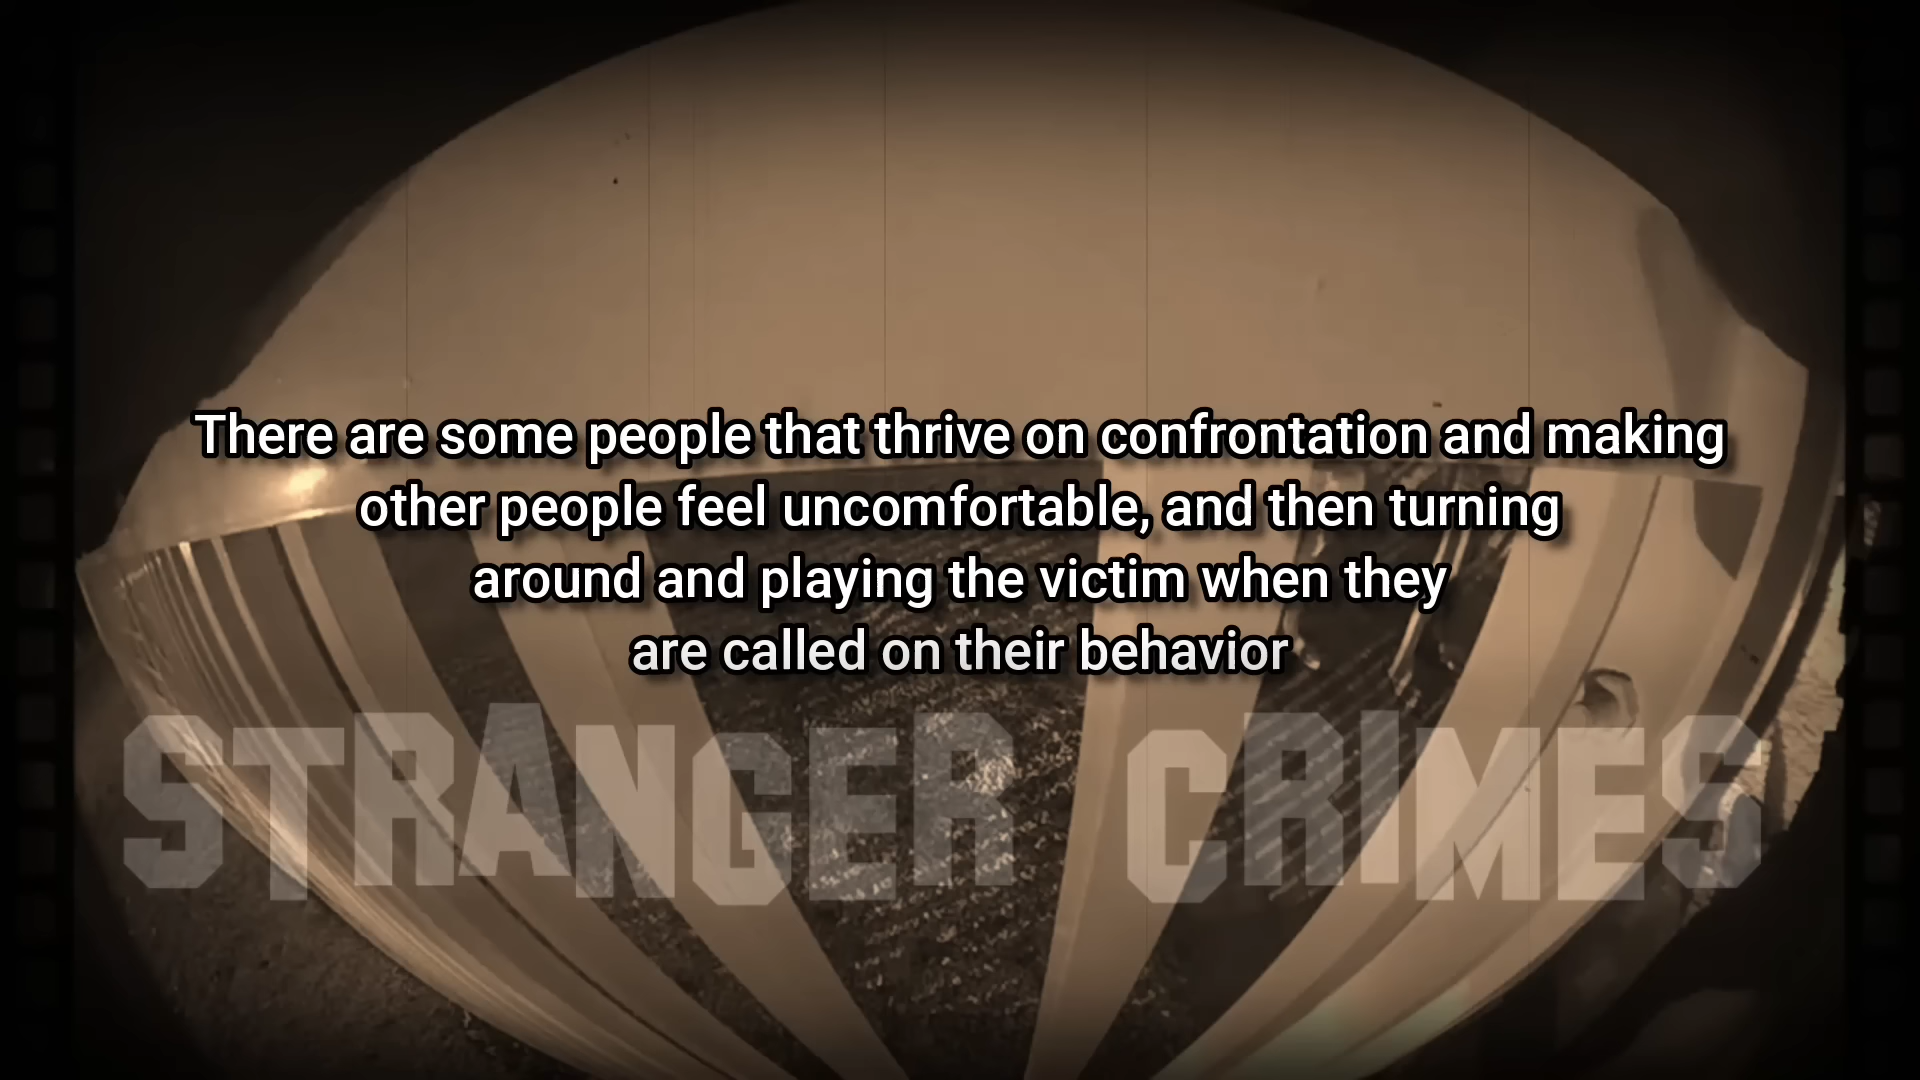 There are some people that thrive on confrontation and making
other people feel uncomfortable, and then turning
around and playing the victim when they
are called on their behavior
STRANGER CRIMES